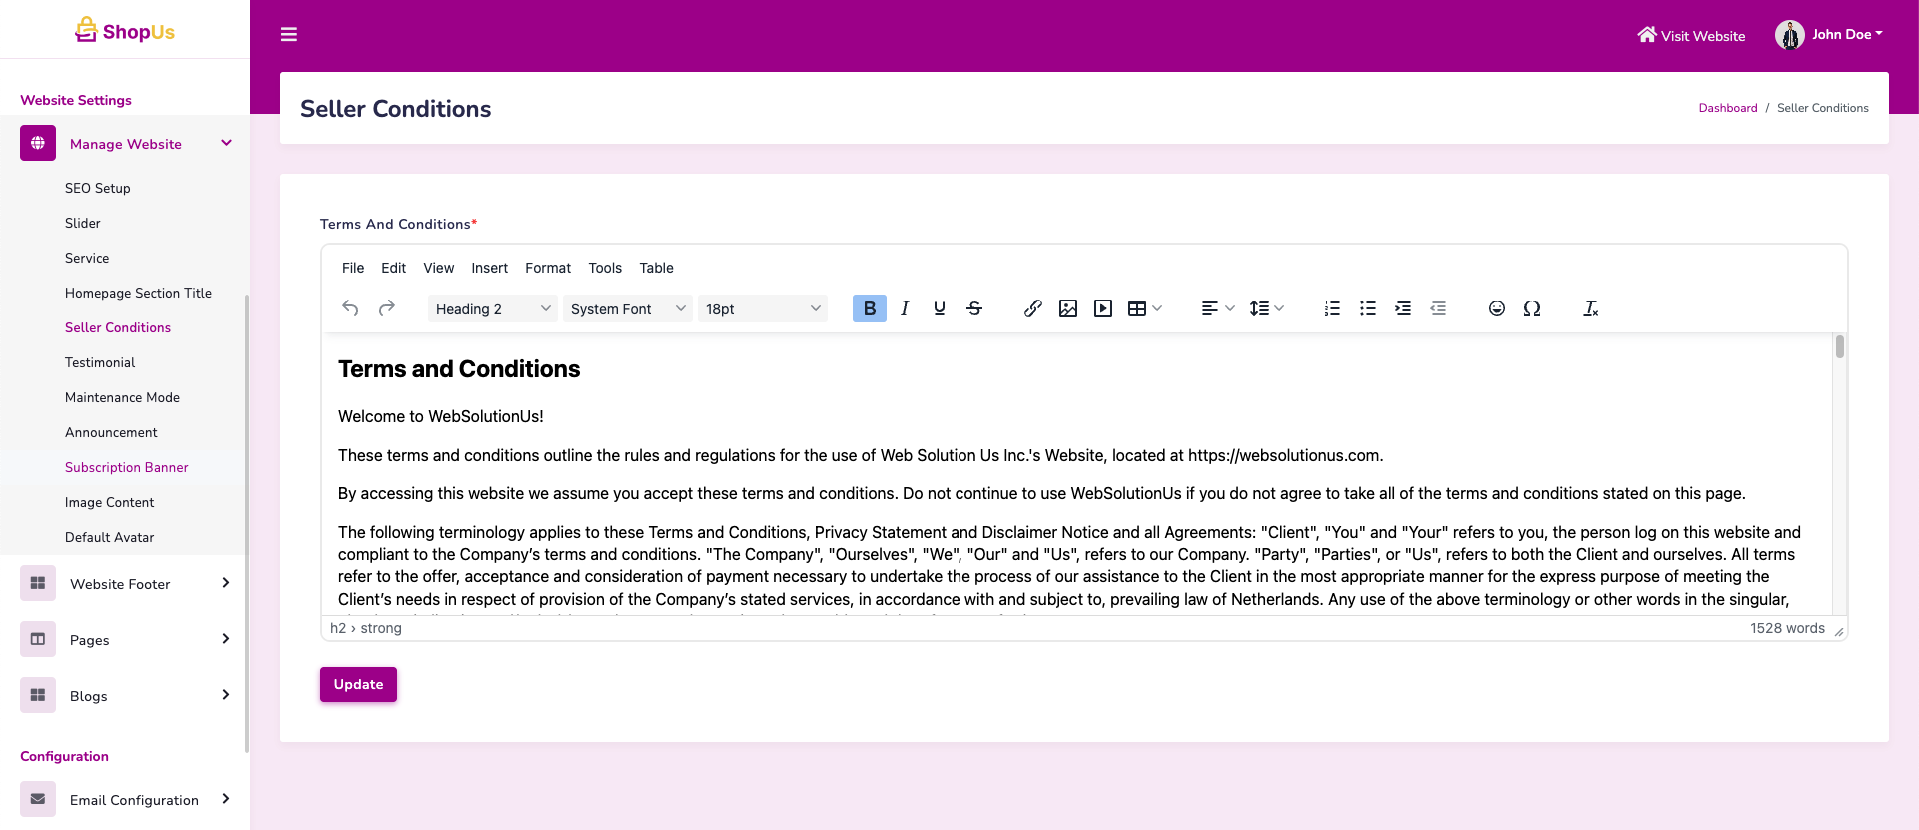 ShopUs
Visit Website
John Doe
Seller Conditions
Dashboard / Seller Conditions
Website Settings
Manage Website
SEO Setup
Slider
Service
Homepage Section Title
Seller Conditions
Testimonial
Maintenance Mode
Announcement
Subscription Banner
Image Content
Default Avatar
Website Footer
Pages
Blogs
Configuration
Email Configuration
Terms And Conditions*
File Edit View Insert Format Tools Table
Heading 2 System Font 18pt
Terms and Conditions
Welcome to WebSolutionUs!
These terms and conditions outline the rules and regulations for the use of Web Solution Us Inc.'s Website, located at https://websolutionus.com.
By accessing this website we assume you accept these terms and conditions. Do not continue to use WebSolutionUs if you do not agree to take all of the terms and conditions stated on this page.
The following terminology applies to these Terms and Conditions, Privacy Statement and Disclaimer Notice and all Agreements: "Client", "You" and "Your" refers to you, the person log on this website and
compliant to the Company's terms and conditions. "The Company", "Ourselves", "We", "Our" and "Us", refers to our Company. "Party", "Parties", or "Us", refers to both the Client and ourselves. All terms
refer to the offer, acceptance and consideration of payment necessary to undertake the process of our assistance to the Client in the most appropriate manner for the express purpose of meeting the
Client's needs in respect of provision of the Company's stated services, in accordance with and subject to, prevailing law of Netherlands. Any use of the above terminology or other words in the singular,
h2 › strong
1528 words
Update